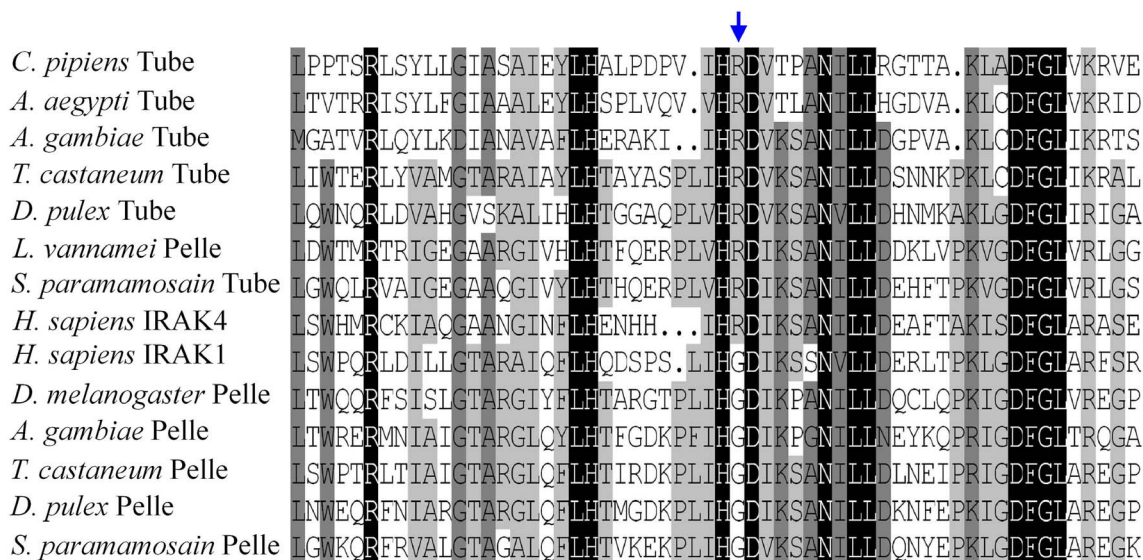 C. pipiens Tube LPPTSRLSYLLGIASAIEYLHALPDPV.IHRDVTPANILLRGTTA.KLADFGLVKRVE
A. aegypti Tube LTVTRRISYLFGIAAALEYLHSPLVQV.VHRDVTLANILLHGDVA.KLCDFGLVKRID
A. gambiae Tube MGATVRLQYLKDIANAVAFLHERAKI..IHRDVKSANILLDGPVA.KLCDFGLIKRTS
T. castaneum Tube LIWTERLYVAMGTARAIAYLHTAYASPLIHRDVKSANILLDSNNKPKLCDFGLIKRAL
D. pulex Tube LQWNQRLDVAHGVSKALIHLHTGGAQPLVHRDVKSANVLLDHNMKAKLGDFGLIRIGA
L. vannamei Pelle LDWTMRTRIGEGAARGIVHLHTFQERPLVHRDIKSANILLDDKLVPKVGDFGLVRLGG
S. paramamosain Tube LGWQLRVAIGEGAAQGIVYLHTHQERPLVHRDIKSANILLDEHFTPKVGDFGLVRLGS
H. sapiens IRAK4 LSWHMRCKIAQGAANGINFLHENHH...IHRDIKSANILLDEAFTAKISDFGLARASE
H. sapiens IRAK1 LSWPQRLDILLGTARAIQFLHQDSPS.LIHGDIKSSNVLLDERLTPKLGDFGLARFSR
D. melanogaster Pelle LTWQQRFSISLGTARGIYFLHTARGTPLIHGDIKPANILLDQCLQPKIGDFGLVREGP
A. gambiae Pelle LTWRERMNIAIGTARGLQYLHTFGDKPFIHGDIKPGNILLNEYKQPRIGDFGLTRQGA
T. castaneum Pelle LSWPTRLTIAIGTARGLQFLHTIRDKPLIHGDIKSANILLDLNEIPRIGDFGLAREGP
D. pulex Pelle LNWEQRFNIARGTARGLQFLHTMGDKPLIHGDIKSANILLDKNFEPKIGDFGLAREGP
S. paramamosain Pelle LGWKQRFRVALGTAGALQFLHTVKEKPLIHGDIKSANILLDQNYEPKIGDFGLAREGK